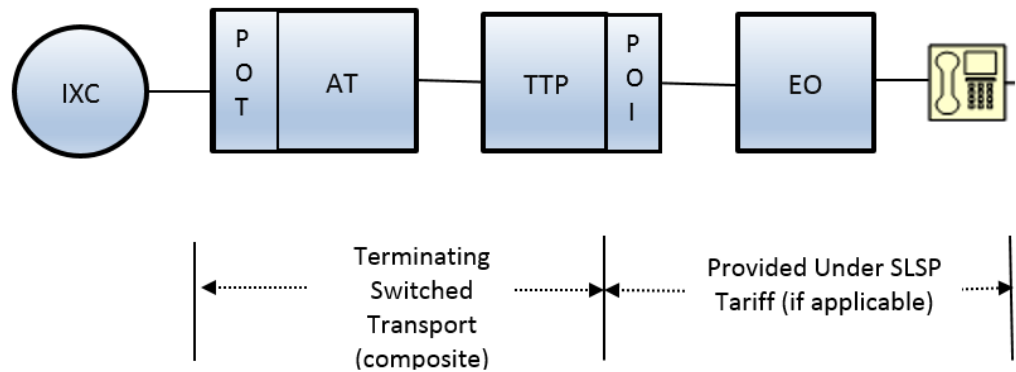 IXC
P
O
T
AT
TTP
P
O
I
EO
Terminating
Switched
Transport
(composite)
Provided Under SLSP
Tariff (if applicable)